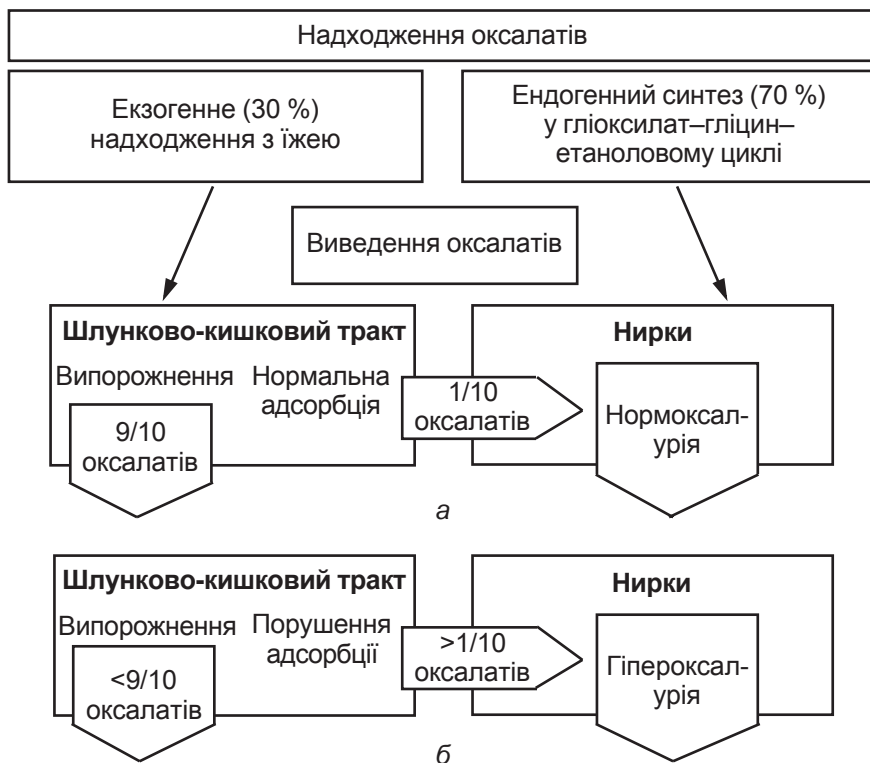 Надходження оксалатів
Екзогенне (30 %)
надходження з їжею
Ендогенний синтез (70 %)
у гліоксилат–гліцин–
етаноловому циклі
Виведення оксалатів
Шлунково-кишковий тракт
Випорожнення
9/10
оксалатів
Нормальна
адсорбція
1/10
оксалатів
Нирки
Нормоксал-
урія
а
Шлунково-кишковий тракт
Випорожнення
<9/10
оксалатів
Порушення
адсорбції
>1/10
оксалатів
Нирки
Гіпероксал-
урія
б